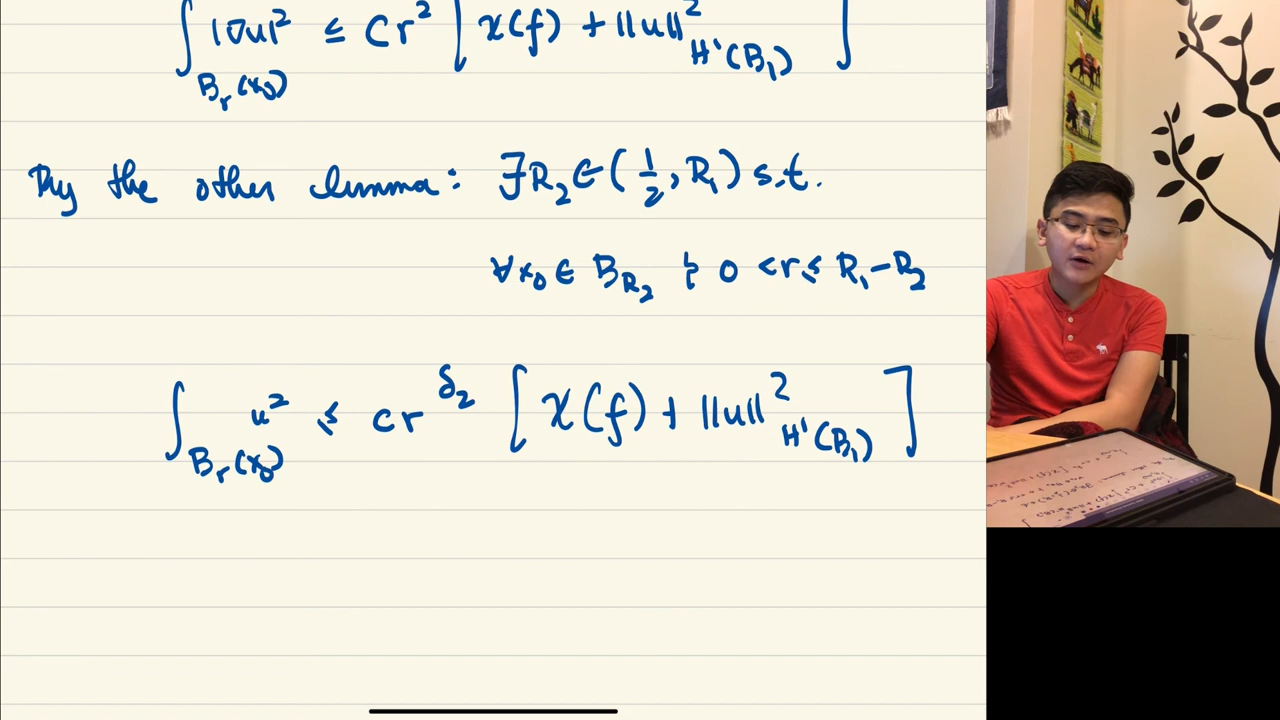 ∫_{B_r(x_0)} |∇u|² ≤ Cr² [χ(f) + ||u||²_{H¹(B_1)}]
By the other lemma: ∃R_2 ∈ (½, R_1) s.t.
∀x_0 ∈ B_{R_2} & 0 < r ≤ R_1 - R_2
∫_{B_r(x_0)} u² ≤ cr^{δ_2} [χ(f) + ||u||²_{H¹(B_1)}]